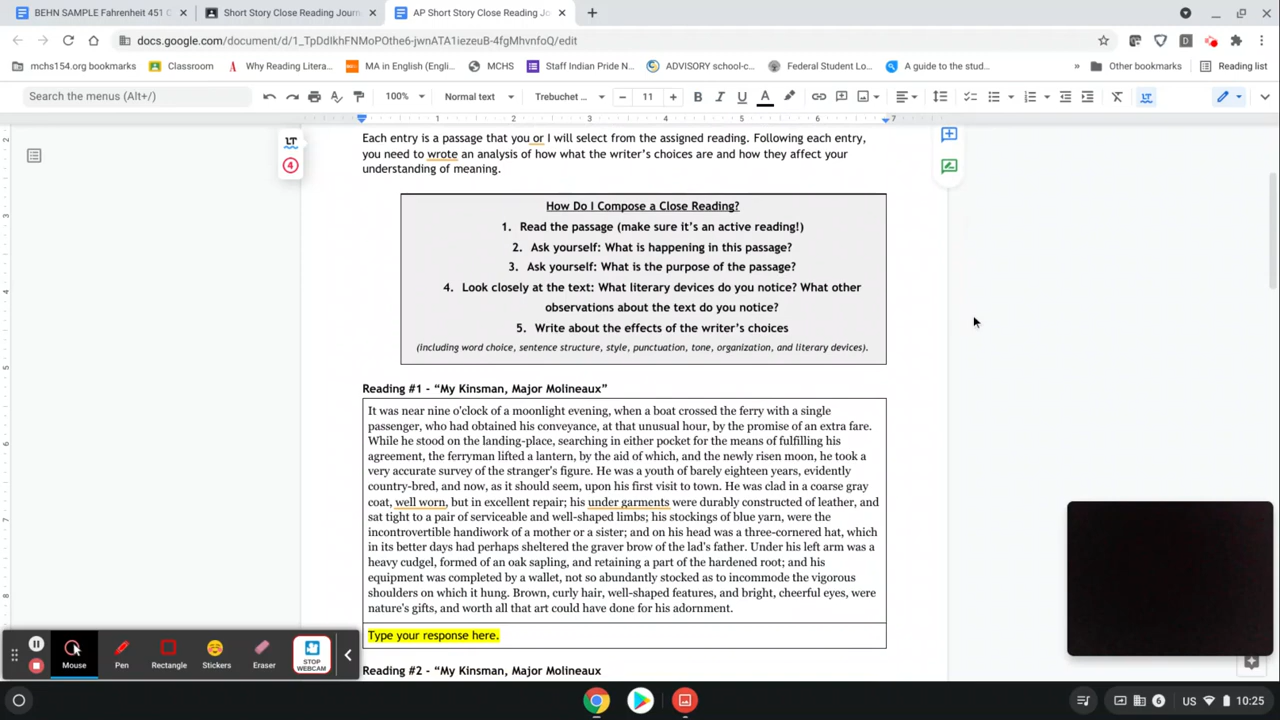 BEHN SAMPLE Fahrenheit 451 C
Short Story Close Reading Journ
AP Short Story Close Reading Jo
docs.google.com/document/d/1_TpDdIkhFNMoPOthe6-jwnATA1iezeuB-4fgMhvnfoQ/edit
mchs154.org bookmarks
Classroom
Why Reading Litera...
MA in English (Engli...
MCHS
Staff Indian Pride N...
ADVISORY school-c...
Federal Student Lo...
A guide to the stud...
»
Other bookmarks
Reading list
Search the menus (Alt+/)
100%
Normal text
Trebuchet ...
11
B I U A
1 2 3 4 5 6 7
Each entry is a passage that you or I will select from the assigned reading. Following each entry,
you need to wrote an analysis of how what the writer's choices are and how they affect your
understanding of meaning.
LT
4
How Do I Compose a Close Reading?
1. Read the passage (make sure it's an active reading!)
2. Ask yourself: What is happening in this passage?
3. Ask yourself: What is the purpose of the passage?
4. Look closely at the text: What literary devices do you notice? What other
observations about the text do you notice?
5. Write about the effects of the writer's choices
(including word choice, sentence structure, style, punctuation, tone, organization, and literary devices).
Reading #1 - “My Kinsman, Major Molineaux”
It was near nine o'clock of a moonlight evening, when a boat crossed the ferry with a single
passenger, who had obtained his conveyance, at that unusual hour, by the promise of an extra fare.
While he stood on the landing-place, searching in either pocket for the means of fulfilling his
agreement, the ferryman lifted a lantern, by the aid of which, and the newly risen moon, he took a
very accurate survey of the stranger's figure. He was a youth of barely eighteen years, evidently
country-bred, and now, as it should seem, upon his first visit to town. He was clad in a coarse gray
coat, well worn, but in excellent repair; his under garments were durably constructed of leather, and
sat tight to a pair of serviceable and well-shaped limbs; his stockings of blue yarn, were the
incontrovertible handiwork of a mother or a sister; and on his head was a three-cornered hat, which
in its better days had perhaps sheltered the graver brow of the lad's father. Under his left arm was a
heavy cudgel, formed of an oak sapling, and retaining a part of the hardened root; and his
equipment was completed by a wallet, not so abundantly stocked as to incommode the vigorous
shoulders on which it hung. Brown, curly hair, well-shaped features, and bright, cheerful eyes, were
nature's gifts, and worth all that art could have done for his adornment.
Type your response here.
Reading #2 - “My Kinsman, Major Molineaux
Mouse
Pen
Rectangle
Stickers
Eraser
STOP WEBCAM
6
US
10:25